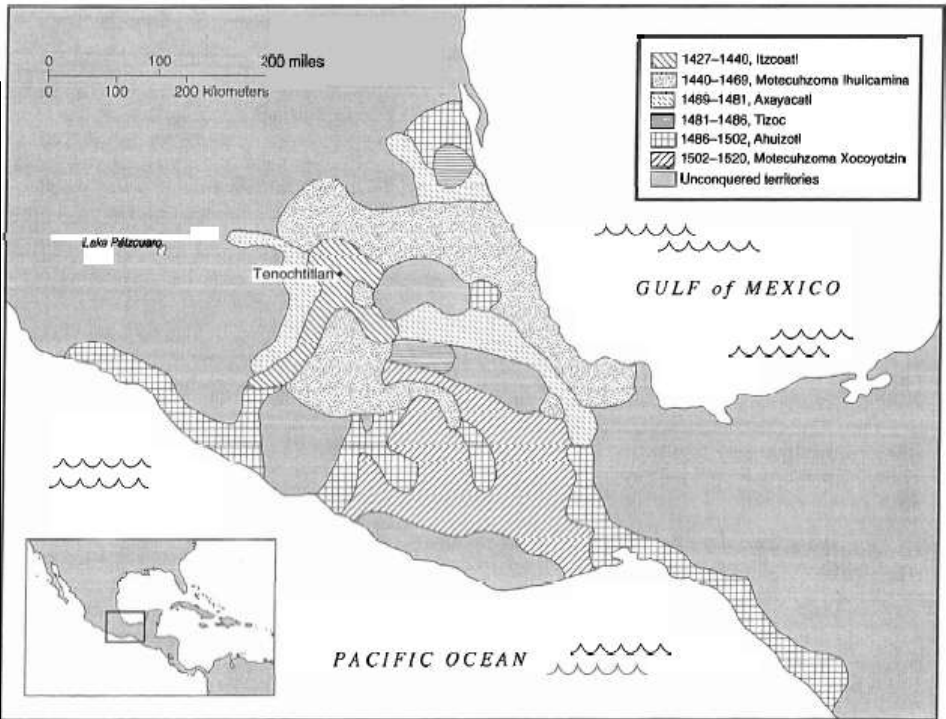 0 100 200 miles
0 100 200 kilometers
1427–1440, Itzcoatl
1440–1469, Motecuhzoma Ihulicamina
1469–1481, Axayacatl
1481–1486, Tizoc
1486–1502, Ahuizotl
1502–1520, Motecuhzoma Xocoyotzin
Unconquered territories
Lake Pátzcuaro
Tenochtitlan
GULF of MEXICO
PACIFIC OCEAN